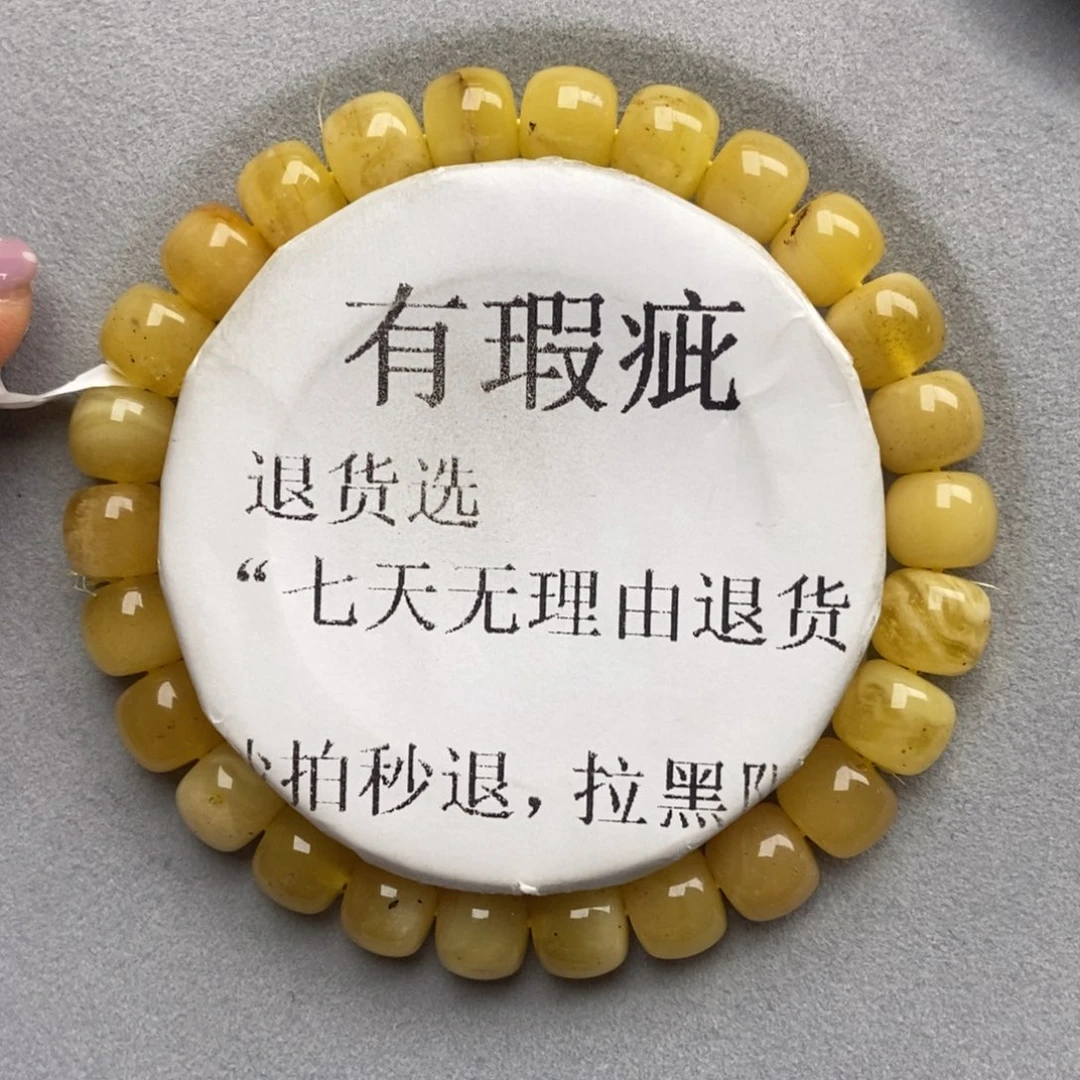 有瑕疵
退货选
“七天无理由退货
拍秒退，拉黑